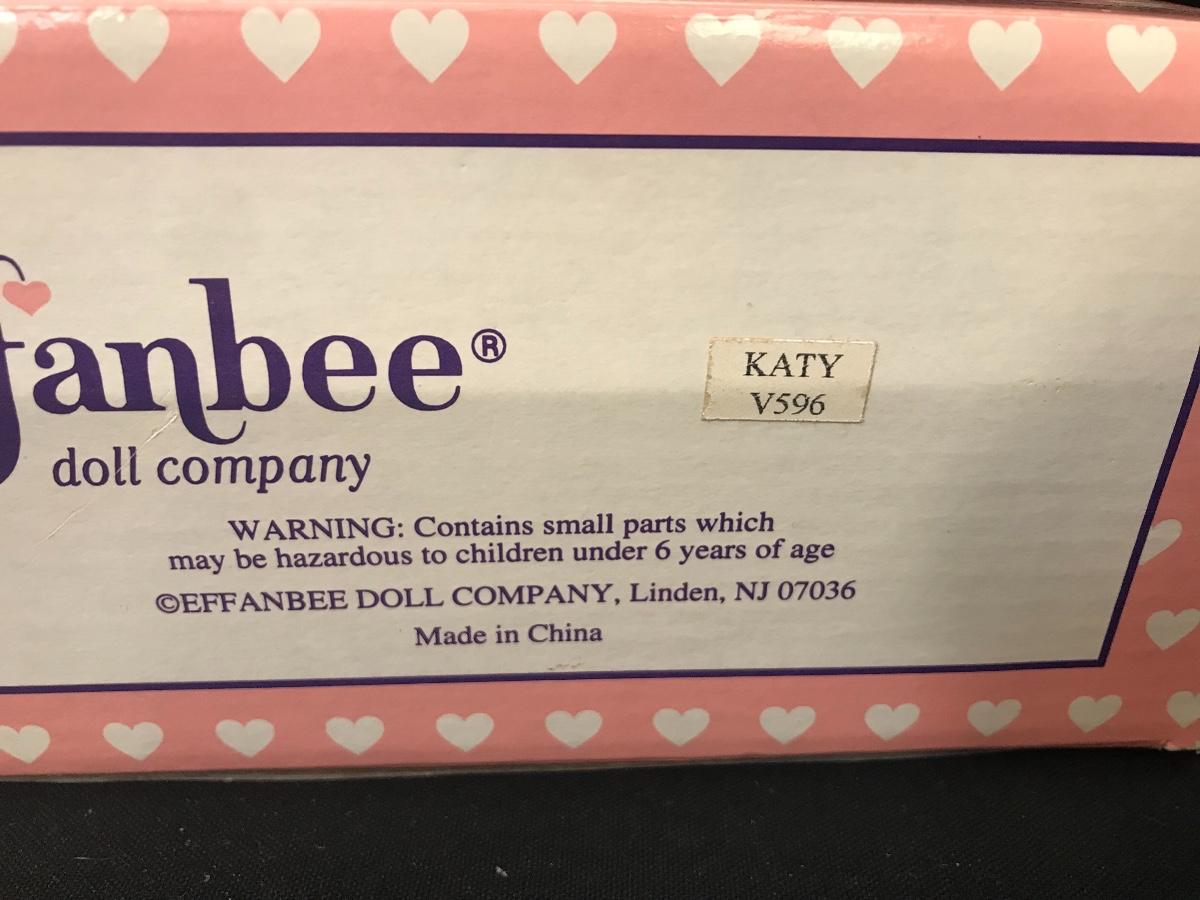 fanbee®
doll company
KATY
V596
WARNING: Contains small parts which
may be hazardous to children under 6 years of age
©EFFANBEE DOLL COMPANY, Linden, NJ 07036
Made in China